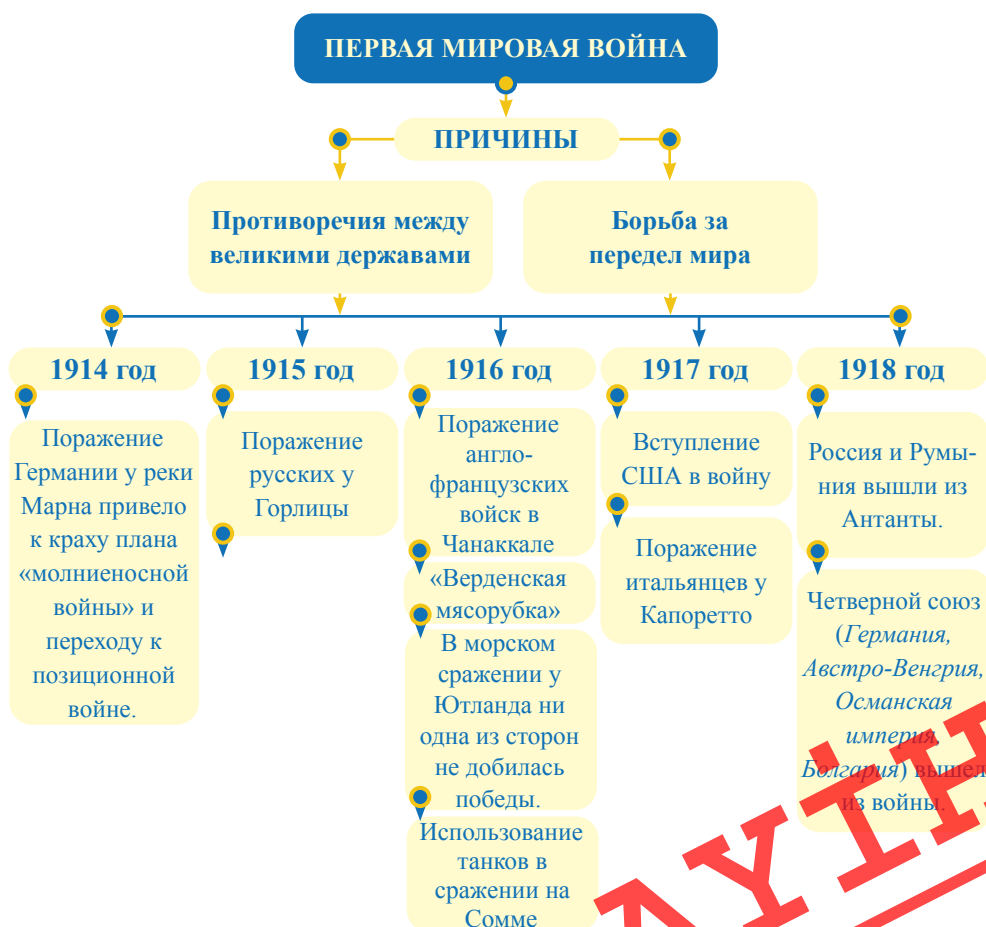 ПЕРВАЯ МИРОВАЯ ВОЙНА
ПРИЧИНЫ
Противоречия между
великими державами
Борьба за
передел мира
1914 год
Поражение
Германии у реки
Марна привело
к краху плана
«молниеносной
войны» и
переходу к
позиционной
войне.
1915 год
Поражение
русских у
Горлицы
1916 год
Поражение
англо-
французских
войск в
Чанаккале
«Верденская
мясорубка»
В морском
сражении у
Ютланда ни
одна из сторон
не добилась
победы.
Использование
танков в
сражении на
Сомме
1917 год
Вступление
США в войну
Поражение
итальянцев у
Капоретто
1918 год
Россия и Румы-
ния вышли из
Антанты.
Четверной союз
(Германия,
Австро-Венгрия,
Османская
империя,
Болгария) вышел
из войны.